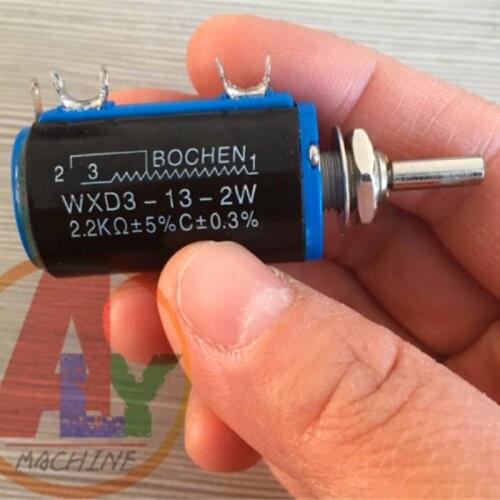 2 3 BOCHEN 1
WXD3-13-2W
2.2KΩ±5%C±0.3%
ALY
MACHINE